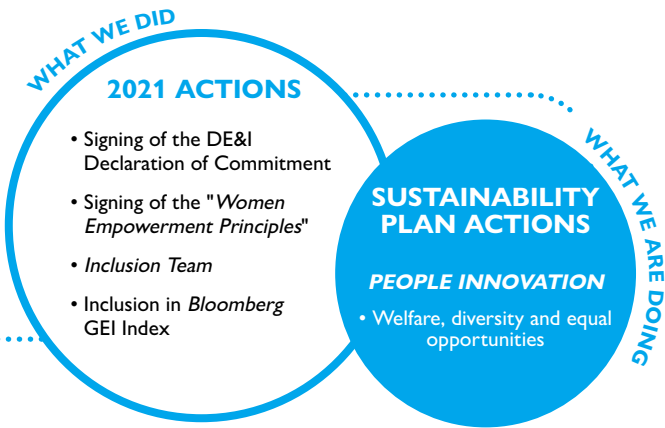 WHAT WE DID
2021 ACTIONS
• Signing of the DE&I
Declaration of Commitment
• Signing of the "Women
Empowerment Principles"
• Inclusion Team
• Inclusion in Bloomberg
GEI Index
WHAT WE ARE DOING
SUSTAINABILITY
PLAN ACTIONS
PEOPLE INNOVATION
• Welfare, diversity and equal
opportunities